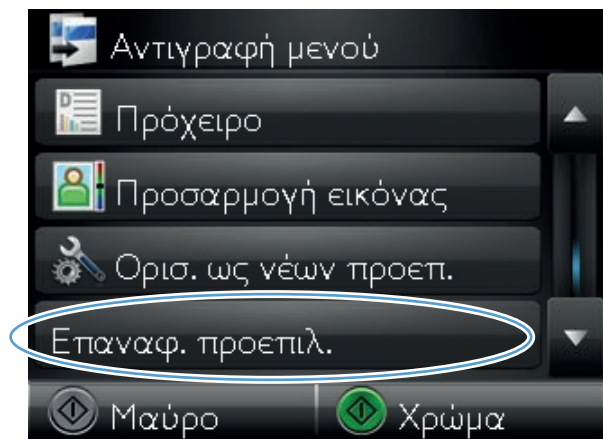 Αντιγραφή μενού
Πρόχειρο
Προσαρμογή εικόνας
Ορισ. ως νέων προεπ.
Επαναφ. προεπιλ.
Μαύρο Χρώμα